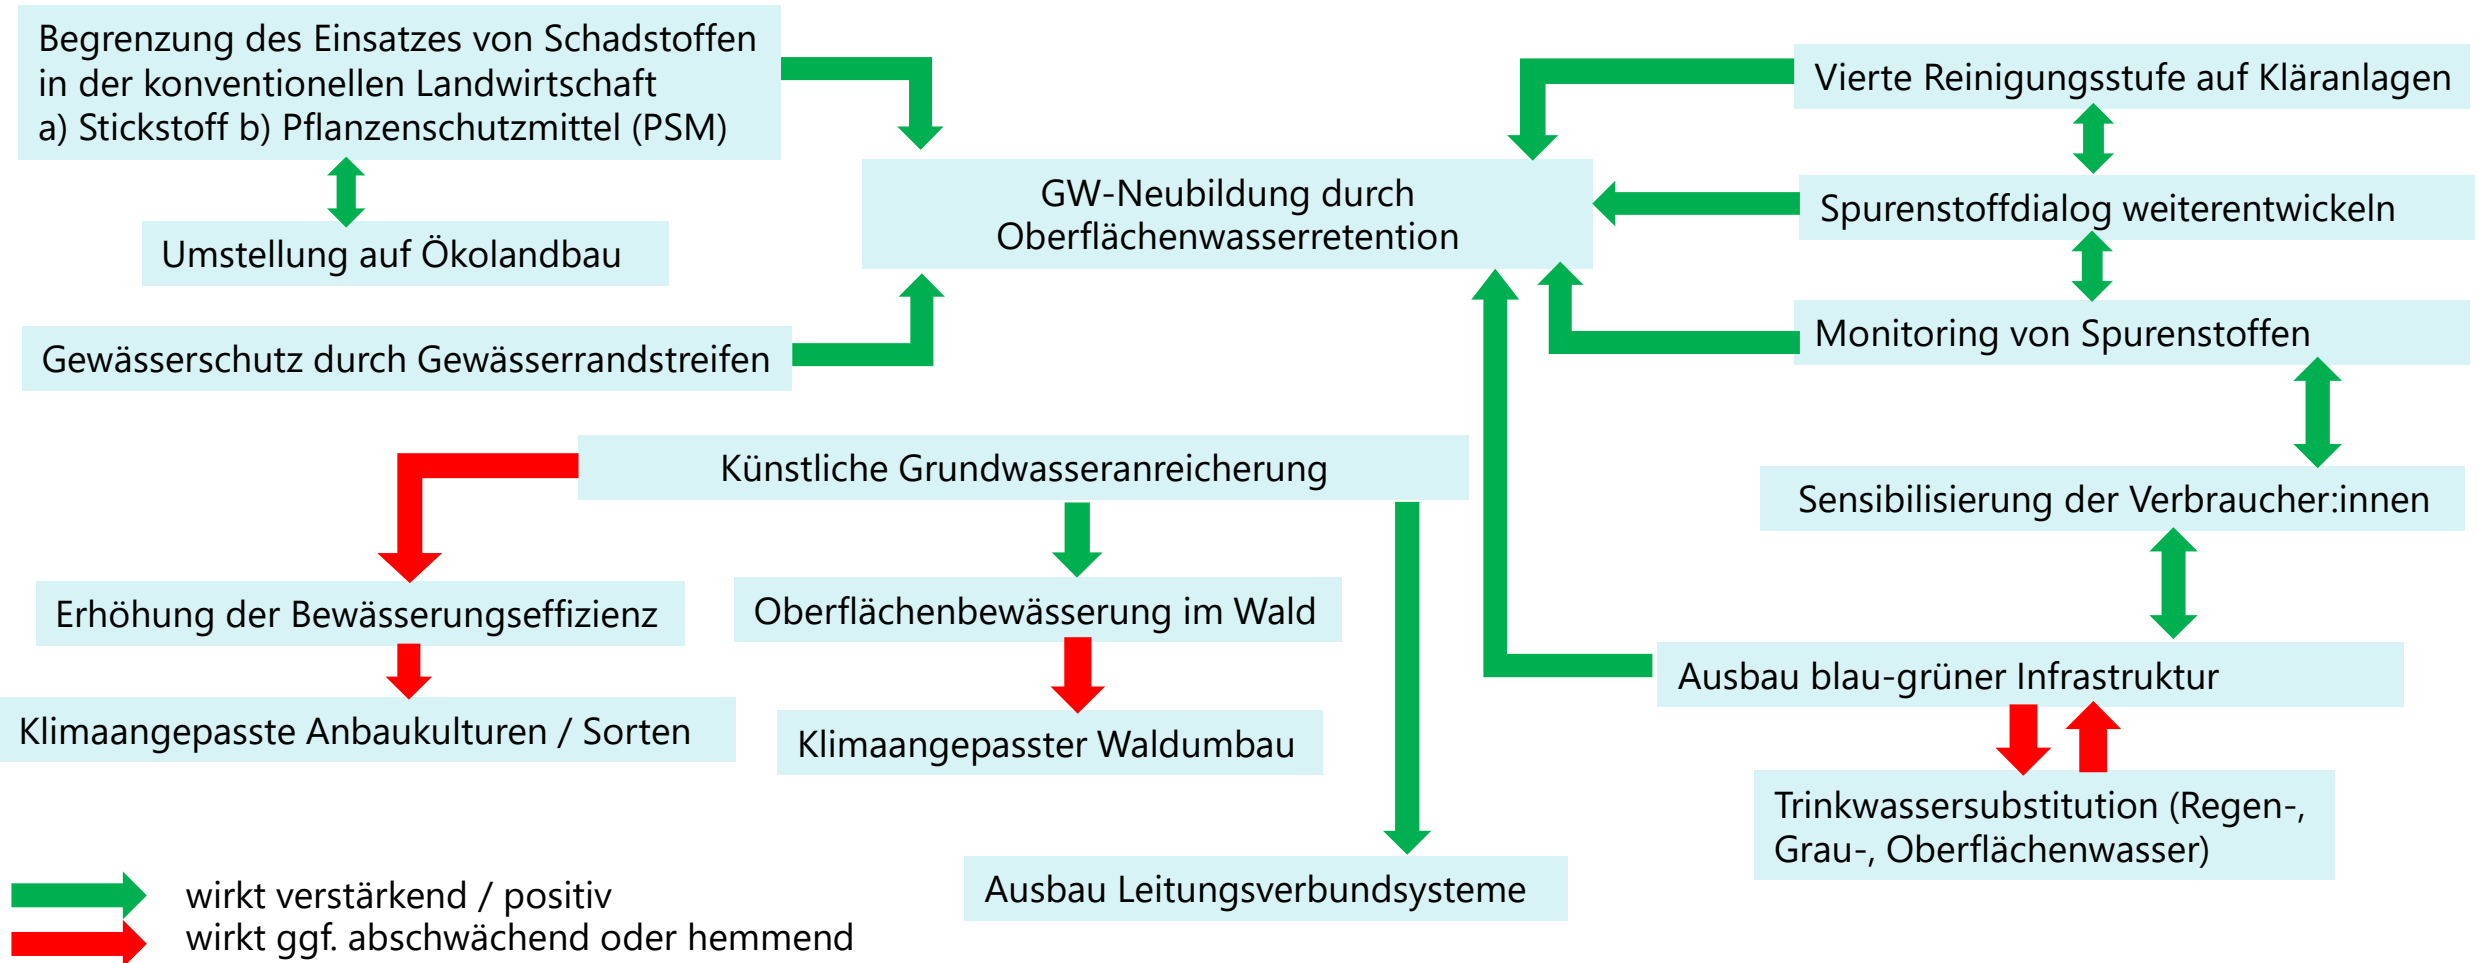 Begrenzung des Einsatzes von Schadstoffen
in der konventionellen Landwirtschaft
a) Stickstoff b) Pflanzenschutzmittel (PSM)
Umstellung auf Ökolandbau
Gewässerschutz durch Gewässerrandstreifen
GW-Neubildung durch
Oberflächenwasserretention
Vierte Reinigungsstufe auf Kläranlagen
Spurenstoffdialog weiterentwickeln
Monitoring von Spurenstoffen
Sensibilisierung der Verbraucher:innen
Ausbau blau-grüner Infrastruktur
Trinkwassersubstitution (Regen-,
Grau-, Oberflächenwasser)
Künstliche Grundwasseranreicherung
Erhöhung der Bewässerungseffizienz
Klimaangepasste Anbaukulturen / Sorten
Oberflächenbewässerung im Wald
Klimaangepasster Waldumbau
Ausbau Leitungsverbundsysteme
wirkt verstärkend / positiv
wirkt ggf. abschwächend oder hemmend